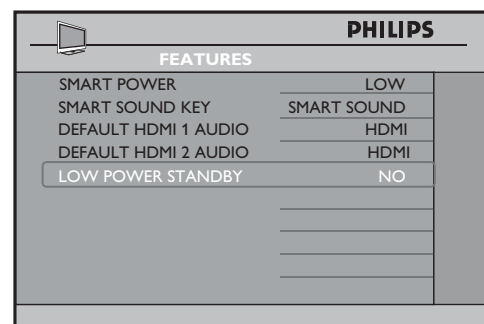 PHILIPS
FEATURES
SMART POWER LOW
SMART SOUND KEY SMART SOUND
DEFAULT HDMI 1 AUDIO HDMI
DEFAULT HDMI 2 AUDIO HDMI
LOW POWER STANDBY NO